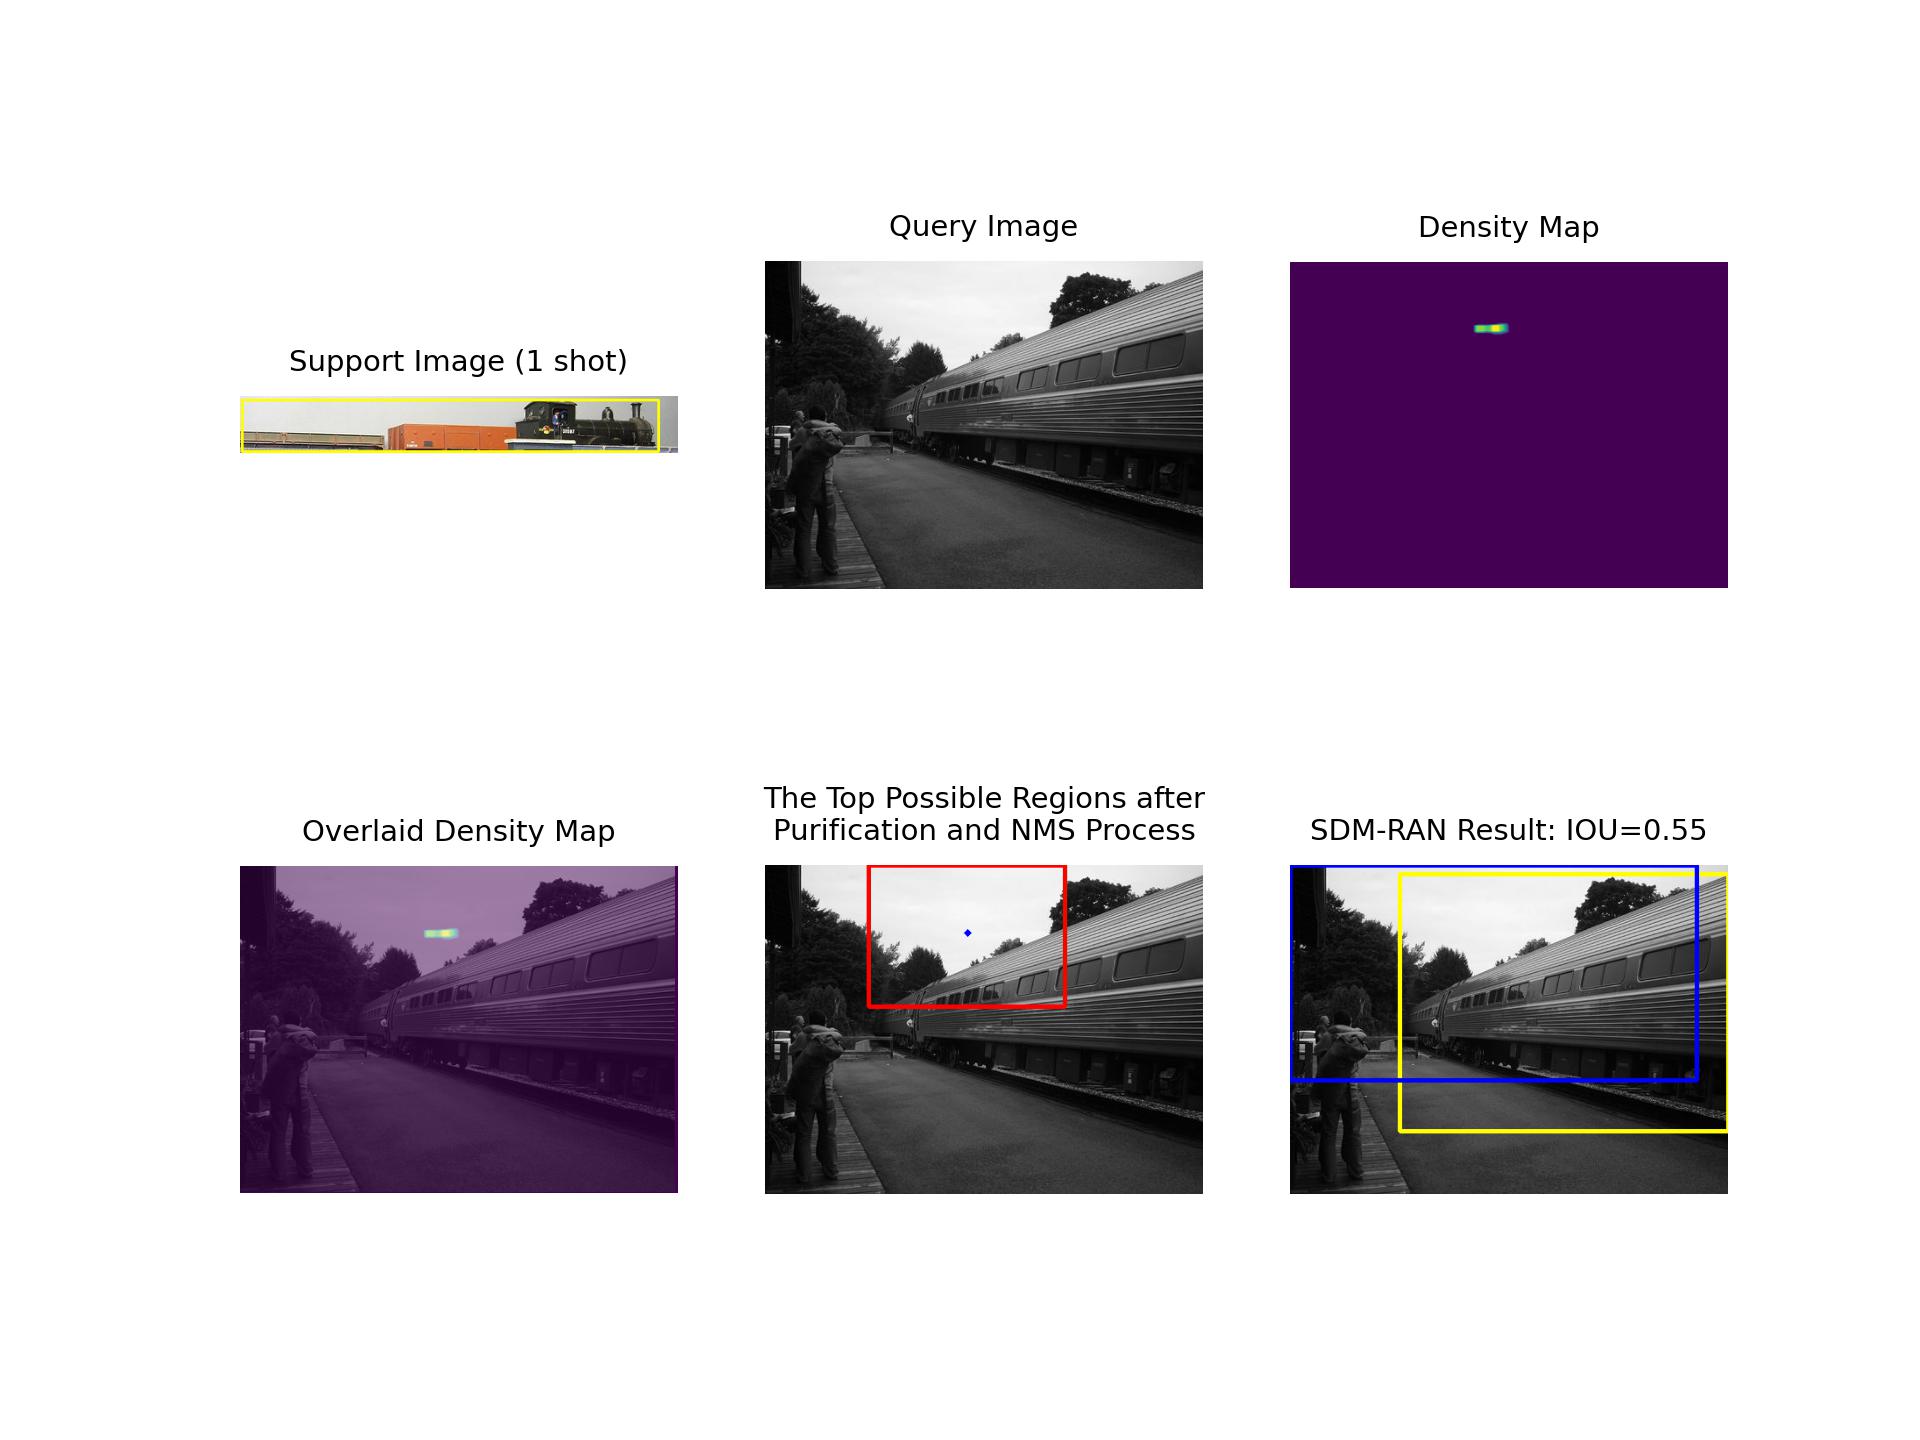 Query Image
Density Map
Support Image (1 shot)
The Top Possible Regions after
Purification and NMS Process
Overlaid Density Map
SDM-RAN Result: IOU=0.55